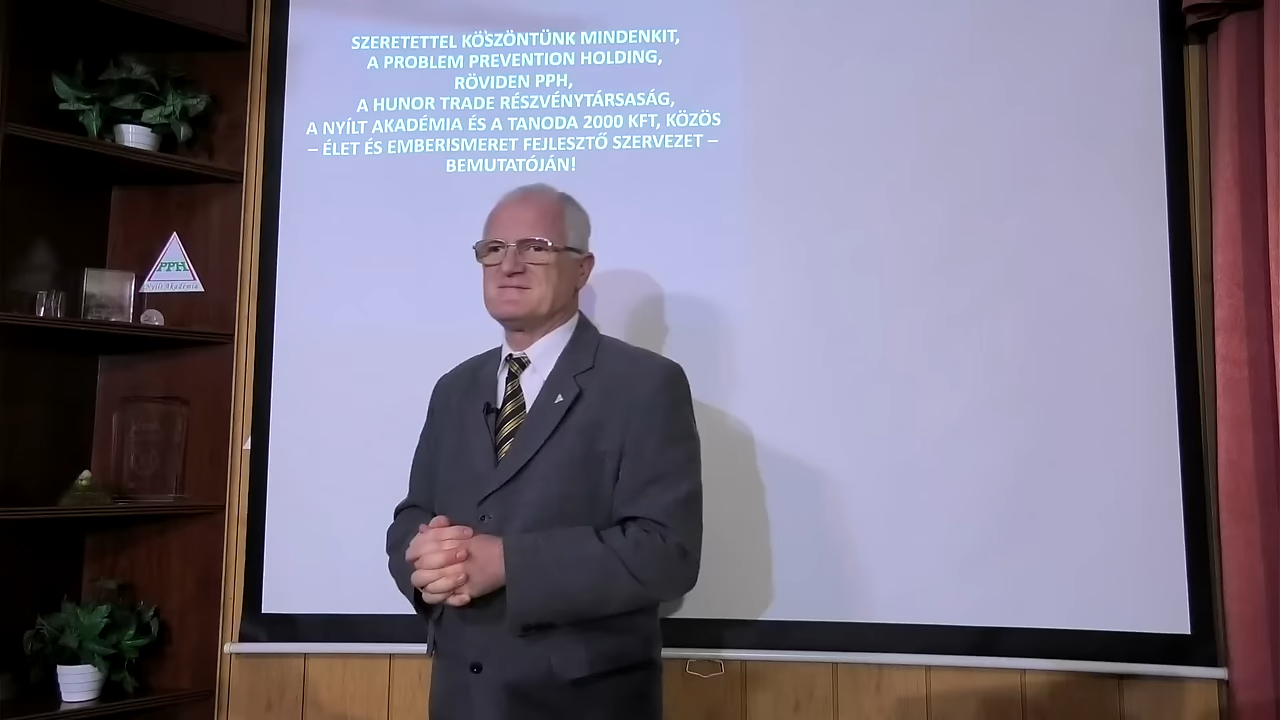 SZERETETTEL KÖSZÖNTÜNK MINDENKIT,
A PROBLEM PREVENTION HOLDING,
RÖVIDEN PPH,
A HUNOR TRADE RÉSZVÉNYTÁRSASÁG,
A NYÍLT AKADÉMIA ÉS A TANODA 2000 KFT, KÖZÖS
– ÉLET ÉS EMBERISMERET FEJLESZTŐ SZERVEZET –
BEMUTATÓJÁN!
PPH
Nyílt Akadémia